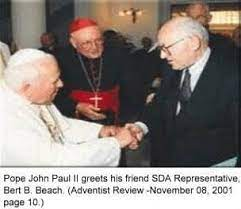 Pope John Paul II greets his friend SDA Representative,
Bert B. Beach. (Adventist Review -November 08, 2001
page 10.)